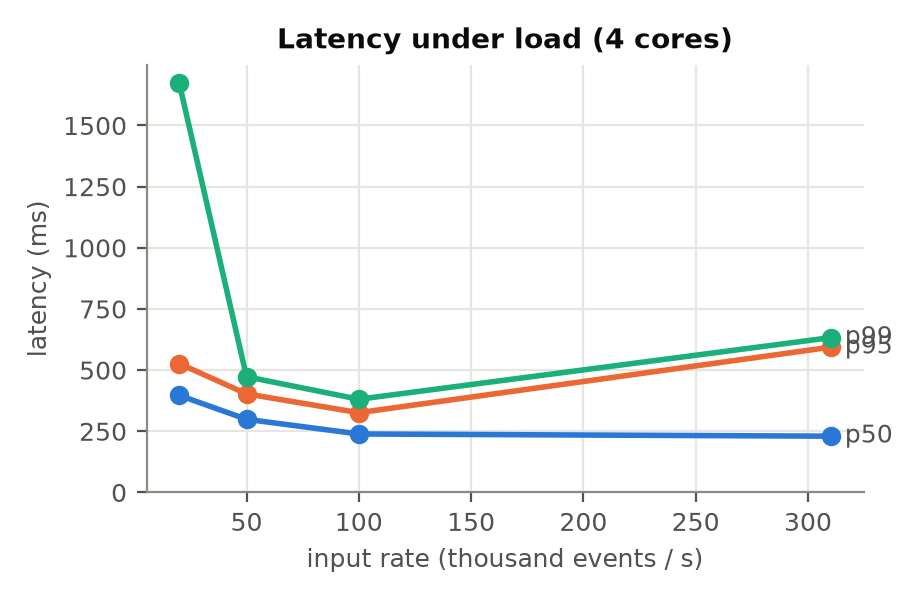 Latency under load (4 cores)
latency (ms)
1500
1250
1000
750
500
250
0
p99
p95
p50
50 100 150 200 250 300
input rate (thousand events / s)